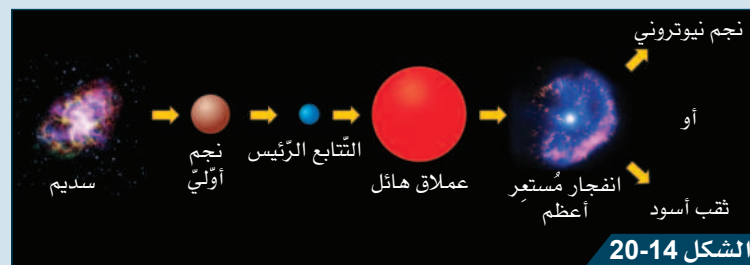 نجم نيوتروني
أو
ثقب أسود
انفجار مُستعِر
أعظم
عملاق هائل
التّتابع الرّئيس
نجم
أوّليّ
سديم
الشكل 14-20